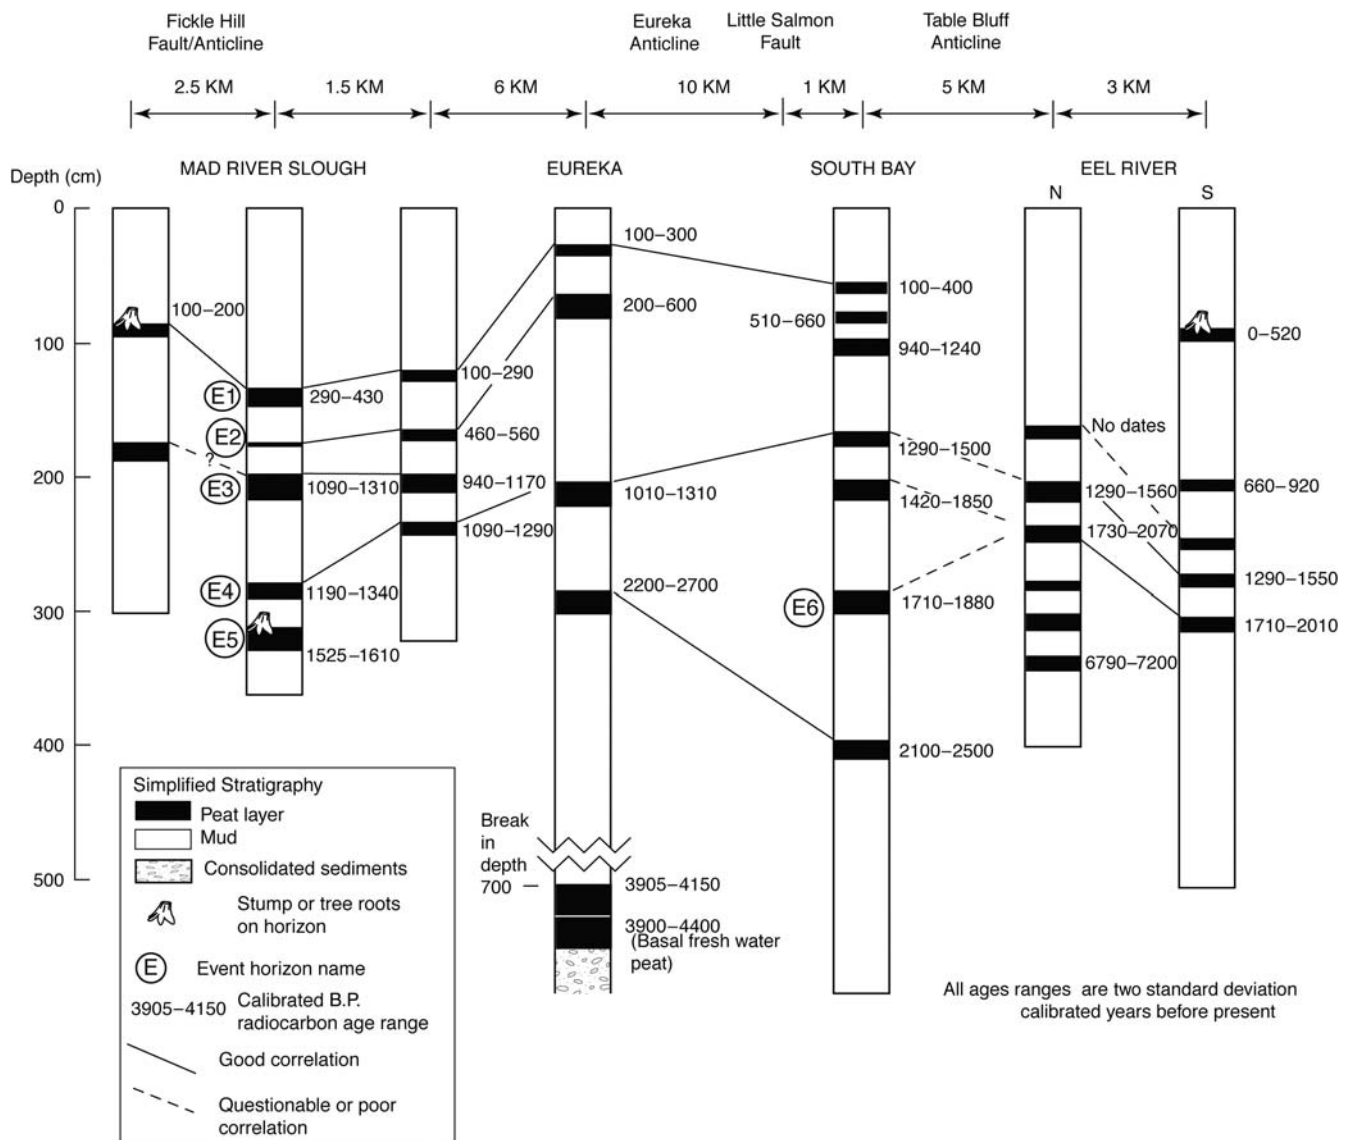 Fickle Hill
Fault/Anticline
Eureka
Anticline
Little Salmon
Fault
Table Bluff
Anticline
2.5 KM
1.5 KM
6 KM
10 KM
1 KM
5 KM
3 KM
Depth (cm)
MAD RIVER SLOUGH
EUREKA
SOUTH BAY
EEL RIVER
N
S
0
100
200
300
400
500
100–200
?
E1
290–430
E2
E3
1090–1310
E4
1190–1340
E5
1525–1610
100–290
460–560
940–1170
1090–1290
100–300
200–600
1010–1310
2200–2700
Break
in
depth
700
3905–4150
3900–4400
(Basal fresh water
peat)
100–400
510–660
940–1240
1290–1500
1420–1850
E6
1710–1880
2100–2500
No dates
1290–1560
1730–2070
6790–7200
0–520
660–920
1290–1550
1710–2010
Simplified Stratigraphy
Peat layer
Mud
Consolidated sediments
Stump or tree roots
on horizon
E
Event horizon name
3905–4150
Calibrated B.P.
radiocarbon age range
Good correlation
Questionable or poor
correlation
All ages ranges are two standard deviation
calibrated years before present